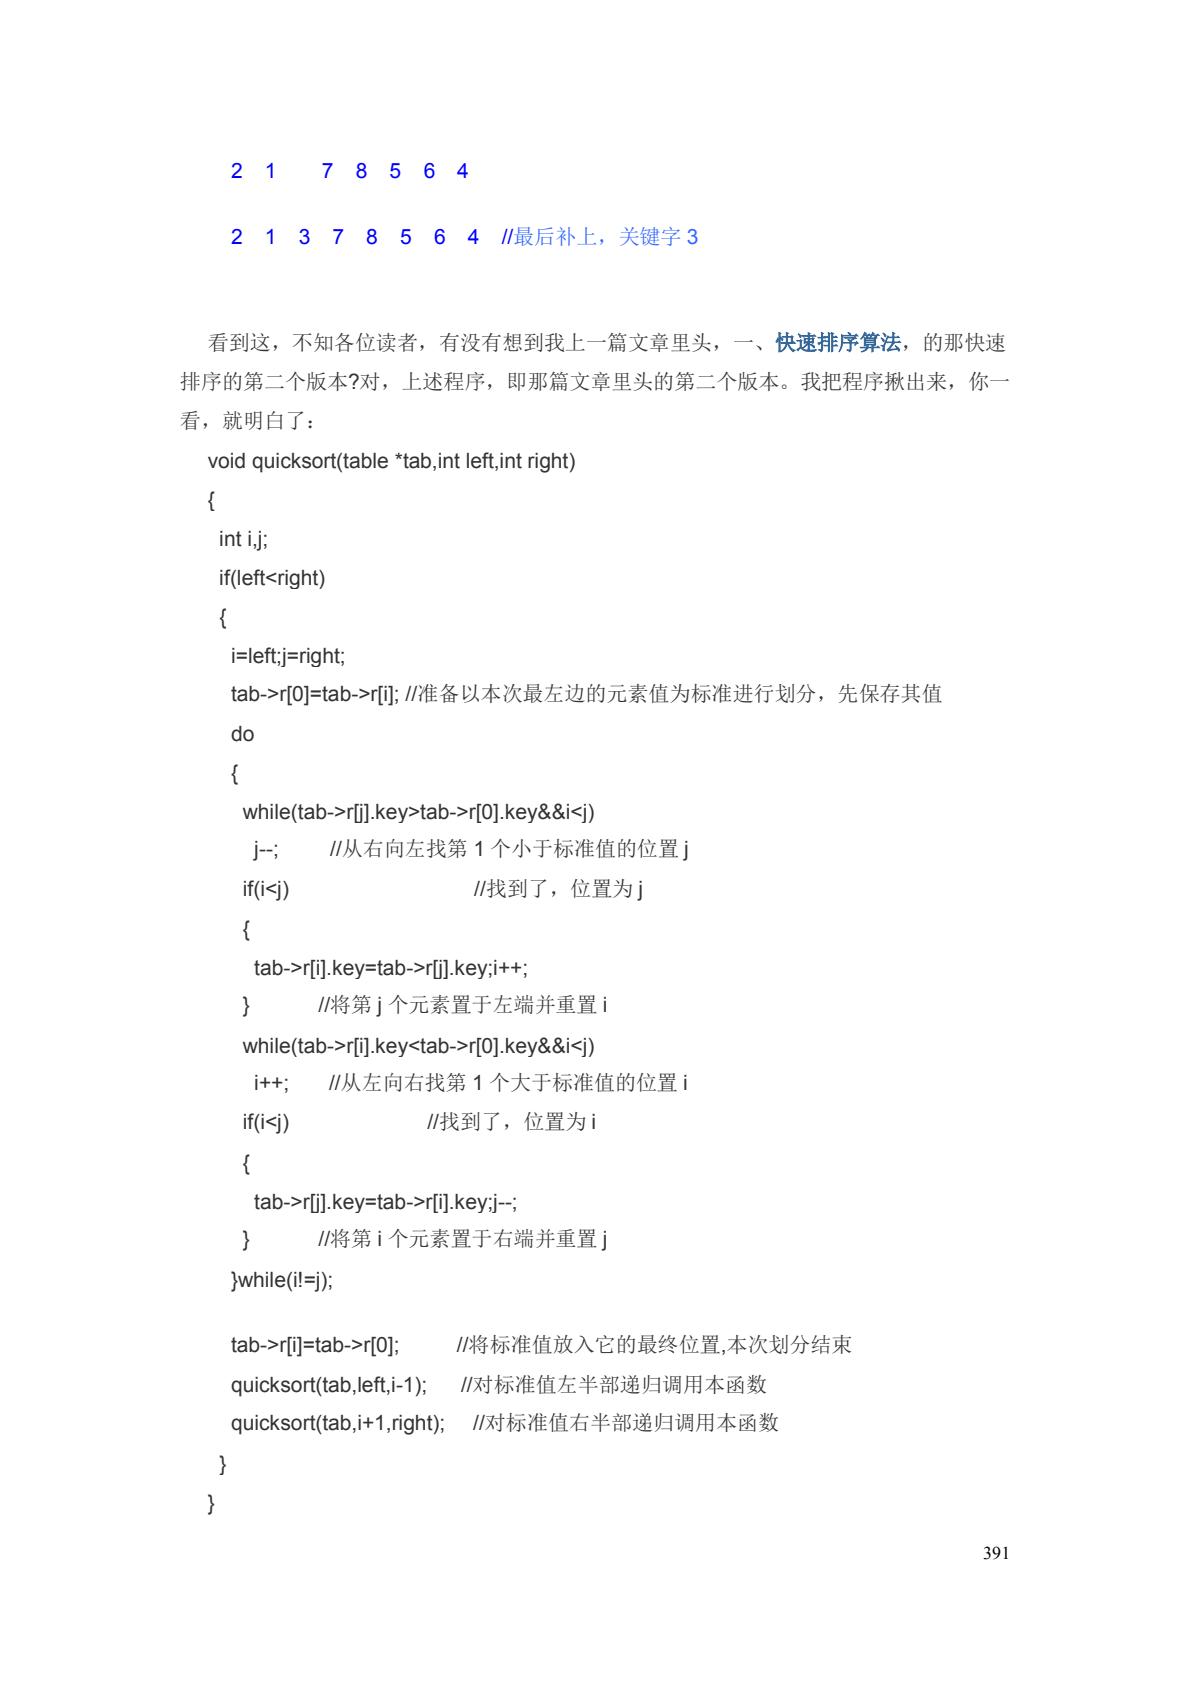 2 1 7 8 5 6 4
2 1 3 7 8 5 6 4 //最后补上，关键字 3
看到这，不知各位读者，有没有想到我上一篇文章里头，一、快速排序算法，的那快速
排序的第二个版本?对，上述程序，即那篇文章里头的第二个版本。我把程序揪出来，你一
看，就明白了：
void quicksort(table *tab,int left,int right)
{
int i,j;
if(left<right)
{
i=left;j=right;
tab->r[0]=tab->r[i]; //准备以本次最左边的元素值为标准进行划分，先保存其值
do
{
while(tab->r[j].key>tab->r[0].key&&i<j)
j--; //从右向左找第 1 个小于标准值的位置 j
if(i<j) //找到了，位置为 j
{
tab->r[i].key=tab->r[j].key;i++;
} //将第 j 个元素置于左端并重置 i
while(tab->r[i].key<tab->r[0].key&&i<j)
i++; //从左向右找第 1 个大于标准值的位置 i
if(i<j) //找到了，位置为 i
{
tab->r[j].key=tab->r[i].key;j--;
} //将第 i 个元素置于右端并重置 j
}while(i!=j);
tab->r[i]=tab->r[0]; //将标准值放入它的最终位置,本次划分结束
quicksort(tab,left,i-1); //对标准值左半部递归调用本函数
quicksort(tab,i+1,right); //对标准值右半部递归调用本函数
}
}
391